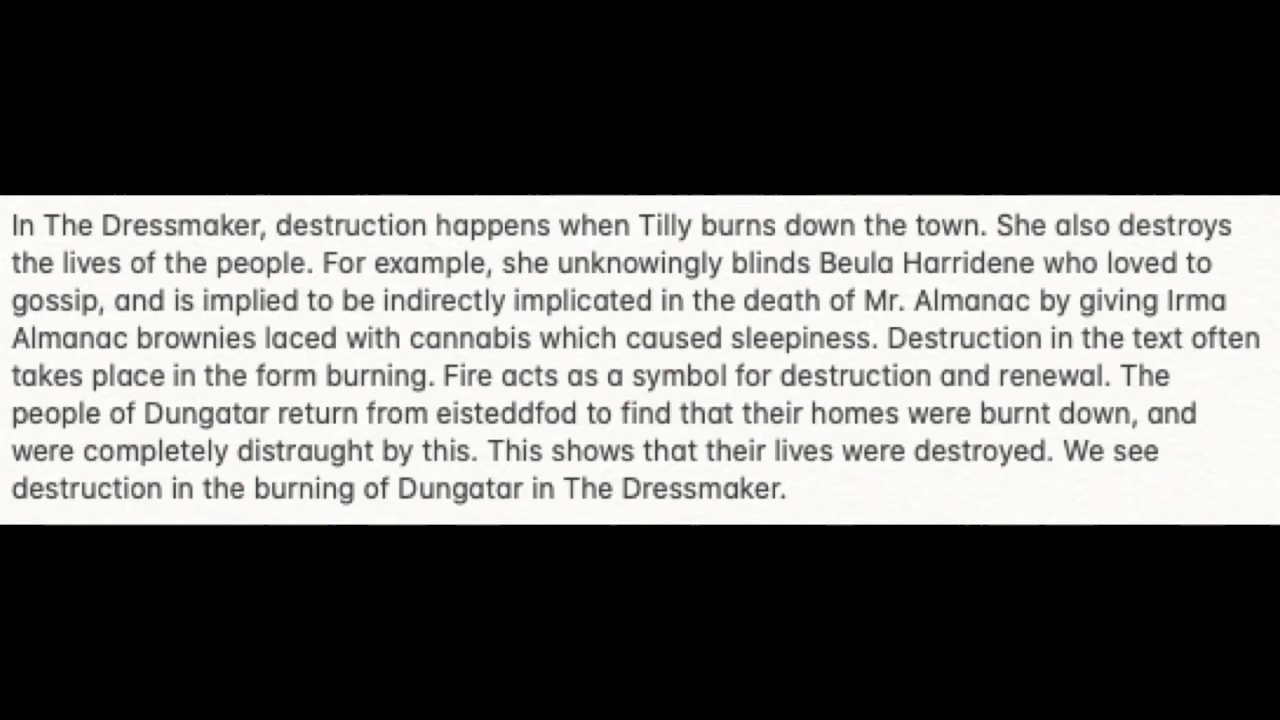 In The Dressmaker, destruction happens when Tilly burns down the town. She also destroys
the lives of the people. For example, she unknowingly blinds Beula Harridene who loved to
gossip, and is implied to be indirectly implicated in the death of Mr. Almanac by giving Irma
Almanac brownies laced with cannabis which caused sleepiness. Destruction in the text often
takes place in the form burning. Fire acts as a symbol for destruction and renewal. The
people of Dungatar return from eisteddfod to find that their homes were burnt down, and
were completely distraught by this. This shows that their lives were destroyed. We see
destruction in the burning of Dungatar in The Dressmaker.